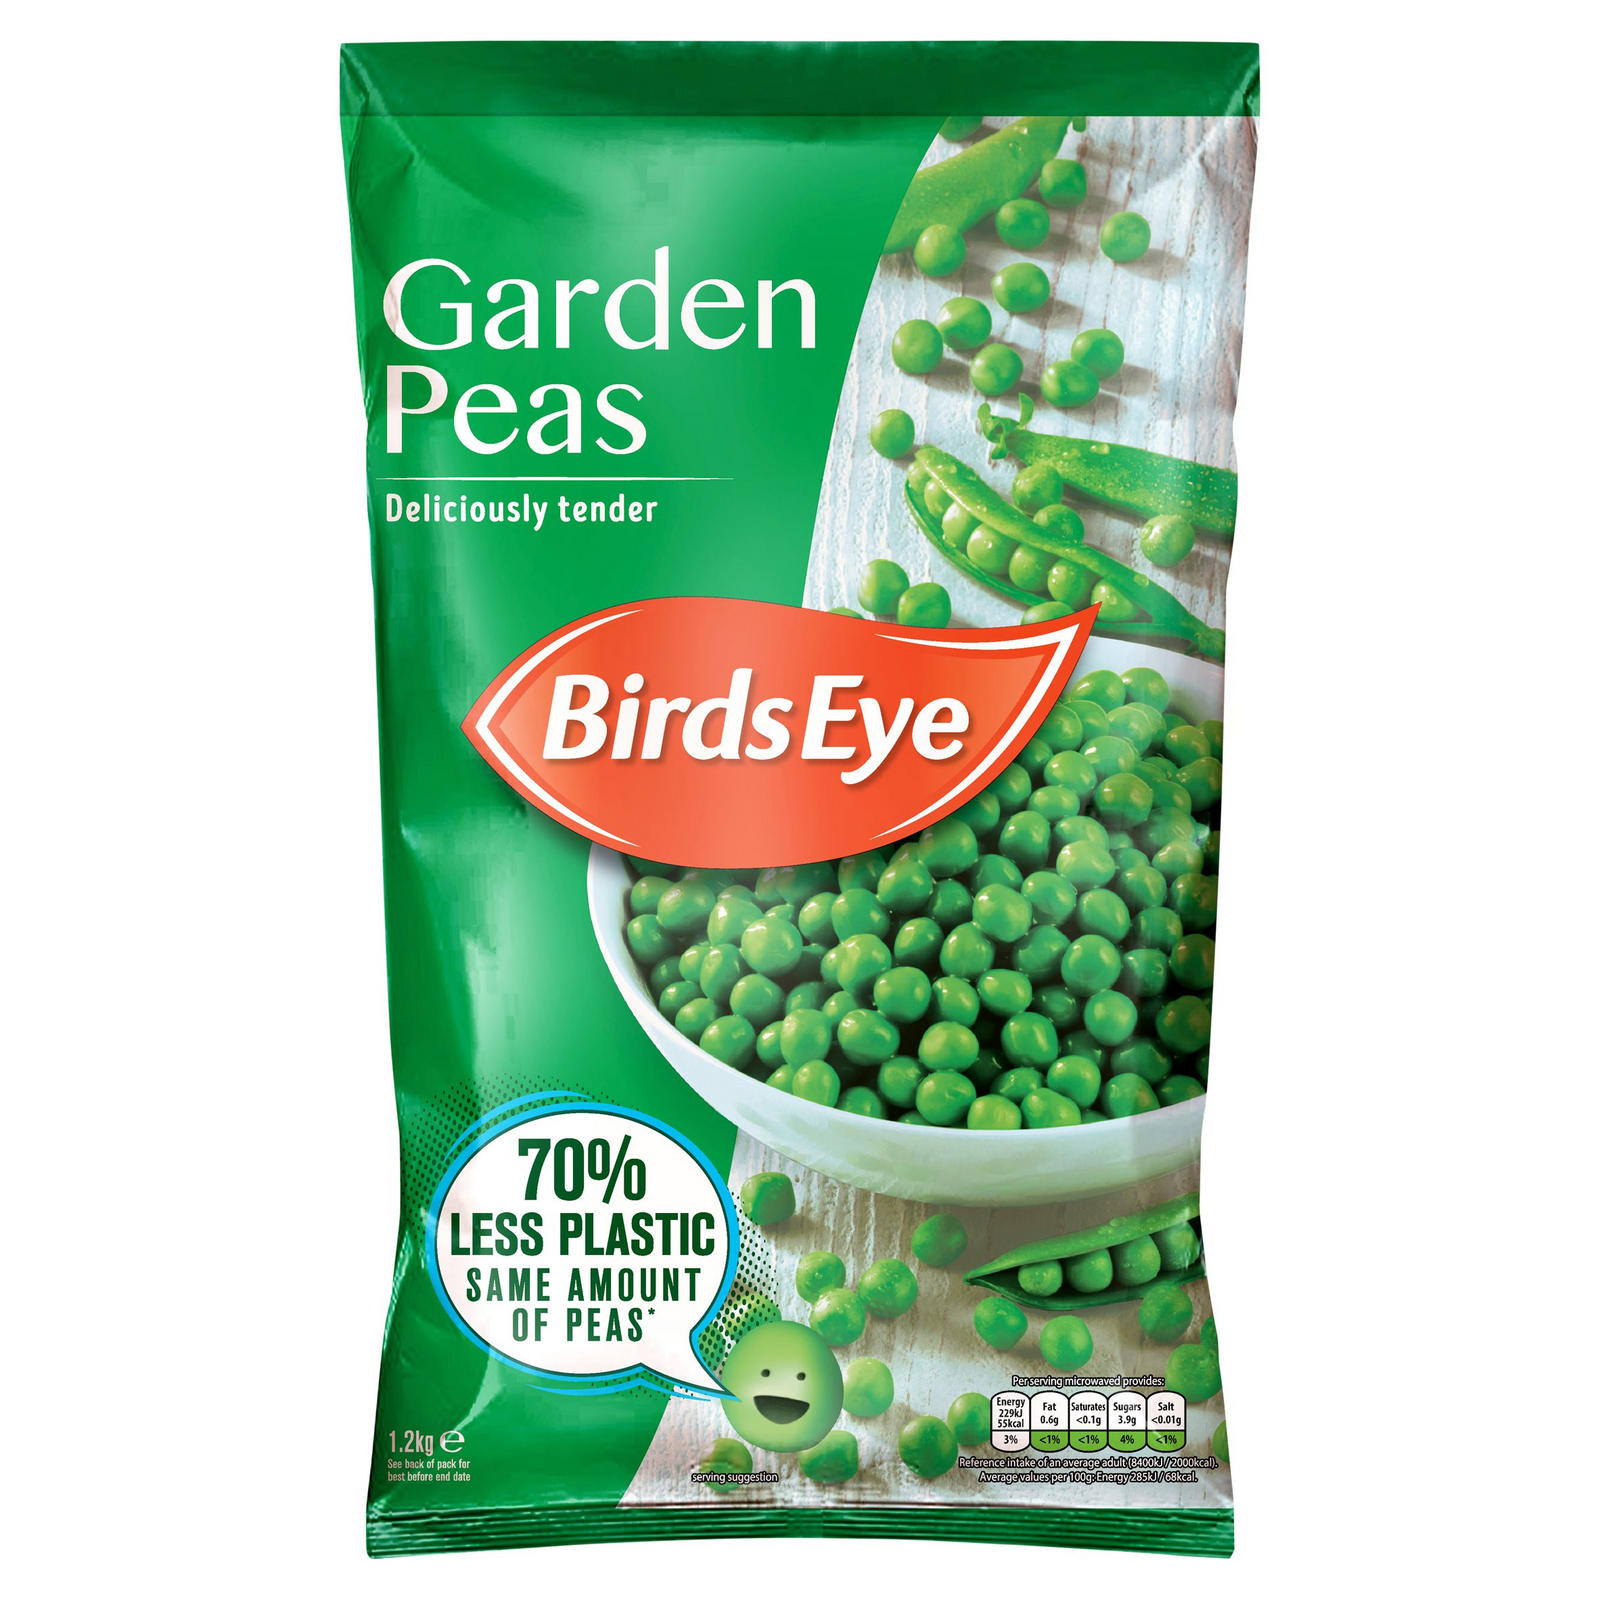 Garden
Peas
Deliciously tender
BirdsEye
70%
LESS PLASTIC
SAME AMOUNT
OF PEAS*
1.2kg ℮
See back of pack for
best before end date
serving suggestion
Per serving microwaved provides:
Energy 229kJ 55kcal 3%
Fat 0.6g <1%
Saturates <0.1g <1%
Sugars 3.9g 4%
Salt <0.01g <1%
Reference intake of an average adult (8400kJ / 2000kcal).
Average values per 100g: Energy 285kJ / 68kcal.